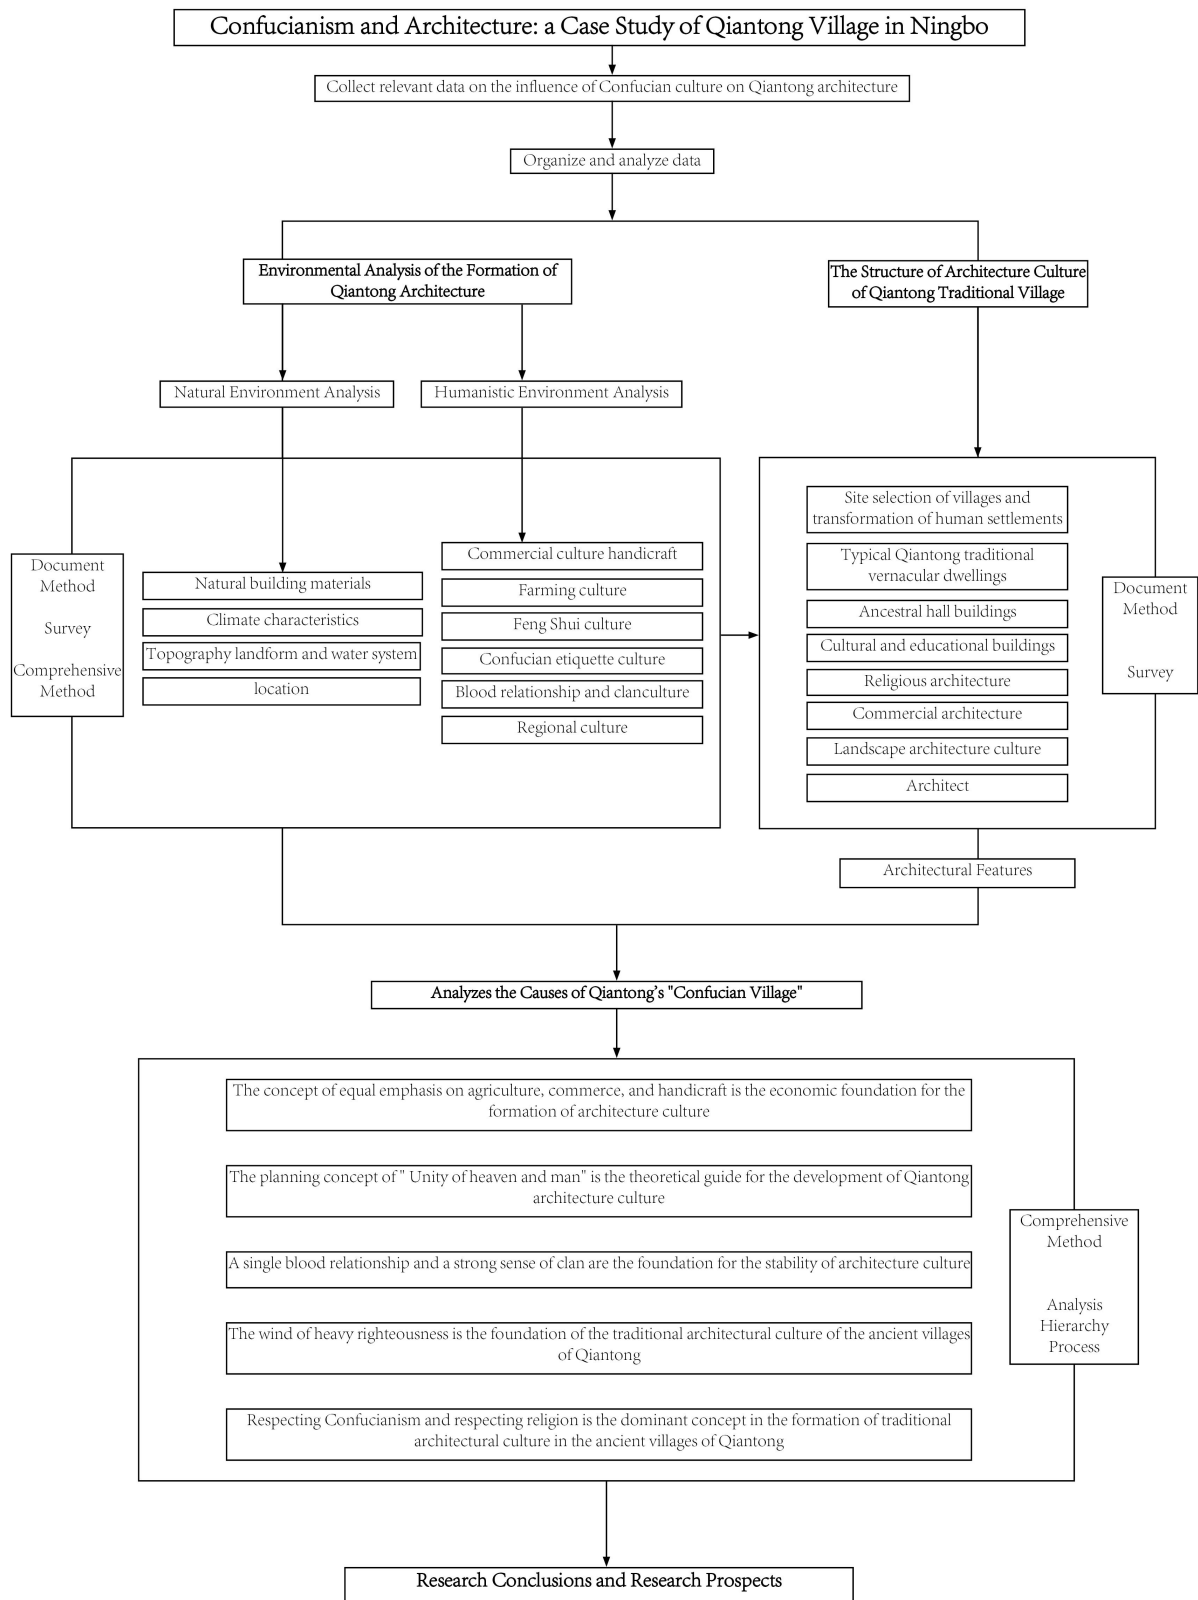 Confucianism and Architecture: a Case Study of Qiantong Village in Ningbo
Collect relevant data on the influence of Confucian culture on Qiantong architecture
Organize and analyze data
Environmental Analysis of the Formation of
Qiantong Architecture
The Structure of Architecture Culture
of Qiantong Traditional Village
Natural Environment Analysis
Humanistic Environment Analysis
Document
Method
Survey
Comprehensive
Method
Natural building materials
Climate characteristics
Topography landform and water system
location
Commercial culture handicraft
Farming culture
Feng Shui culture
Confucian etiquette culture
Blood relationship and clanculture
Regional culture
Site selection of villages and
transformation of human settlements
Typical Qiantong traditional
vernacular dwellings
Ancestral hall buildings
Cultural and educational buildings
Religious architecture
Commercial architecture
Landscape architecture culture
Architect
Document
Method
Survey
Architectural Features
Analyzes the Causes of Qiantong's "Confucian Village"
The concept of equal emphasis on agriculture, commerce, and handicraft is the economic foundation for the
formation of architecture culture
The planning concept of " Unity of heaven and man" is the theoretical guide for the development of Qiantong
architecture culture
A single blood relationship and a strong sense of clan are the foundation for the stability of architecture culture
The wind of heavy righteousness is the foundation of the traditional architectural culture of the ancient villages
of Qiantong
Respecting Confucianism and respecting religion is the dominant concept in the formation of traditional
architectural culture in the ancient villages of Qiantong
Comprehensive
Method
Analysis
Hierarchy
Process
Research Conclusions and Research Prospects